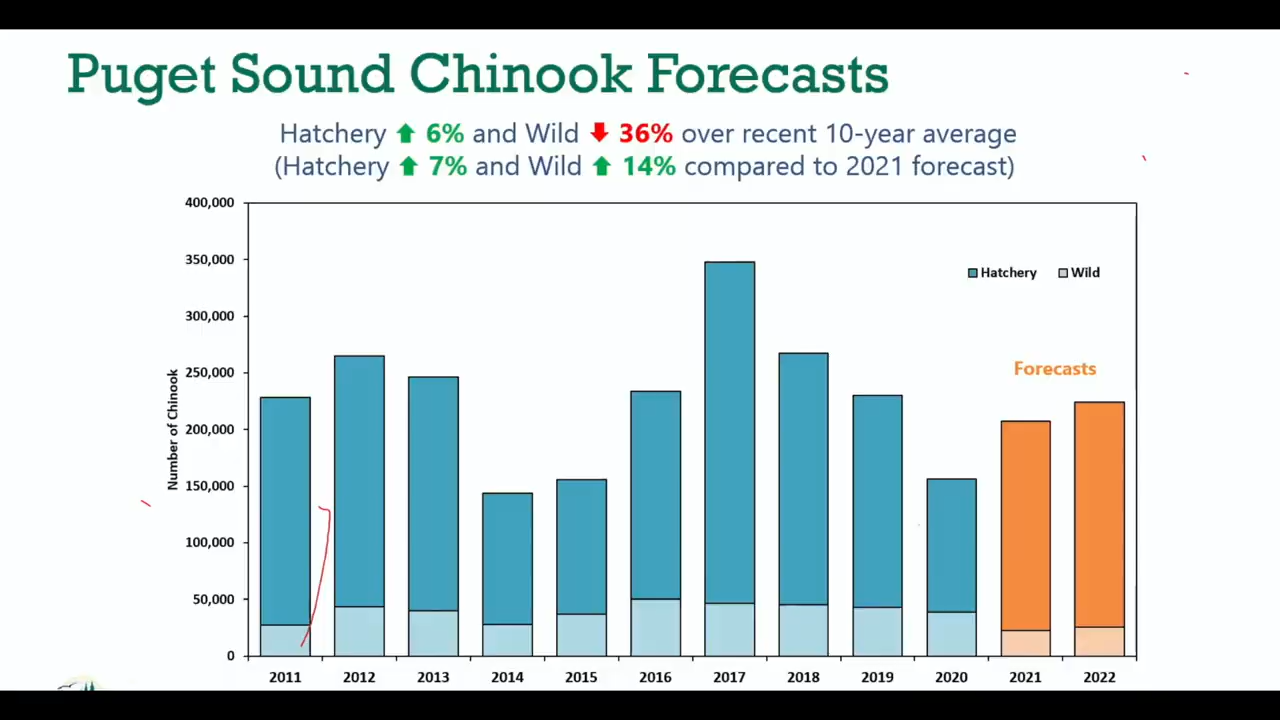 Puget Sound Chinook Forecasts
Hatchery ⬆ 6% and Wild ⬇ 36% over recent 10-year average
(Hatchery ⬆ 7% and Wild ⬆ 14% compared to 2021 forecast)
400,000
350,000
300,000
250,000
200,000
150,000
100,000
50,000
0
Number of Chinook
Hatchery Wild
Forecasts
2011 2012 2013 2014 2015 2016 2017 2018 2019 2020 2021 2022